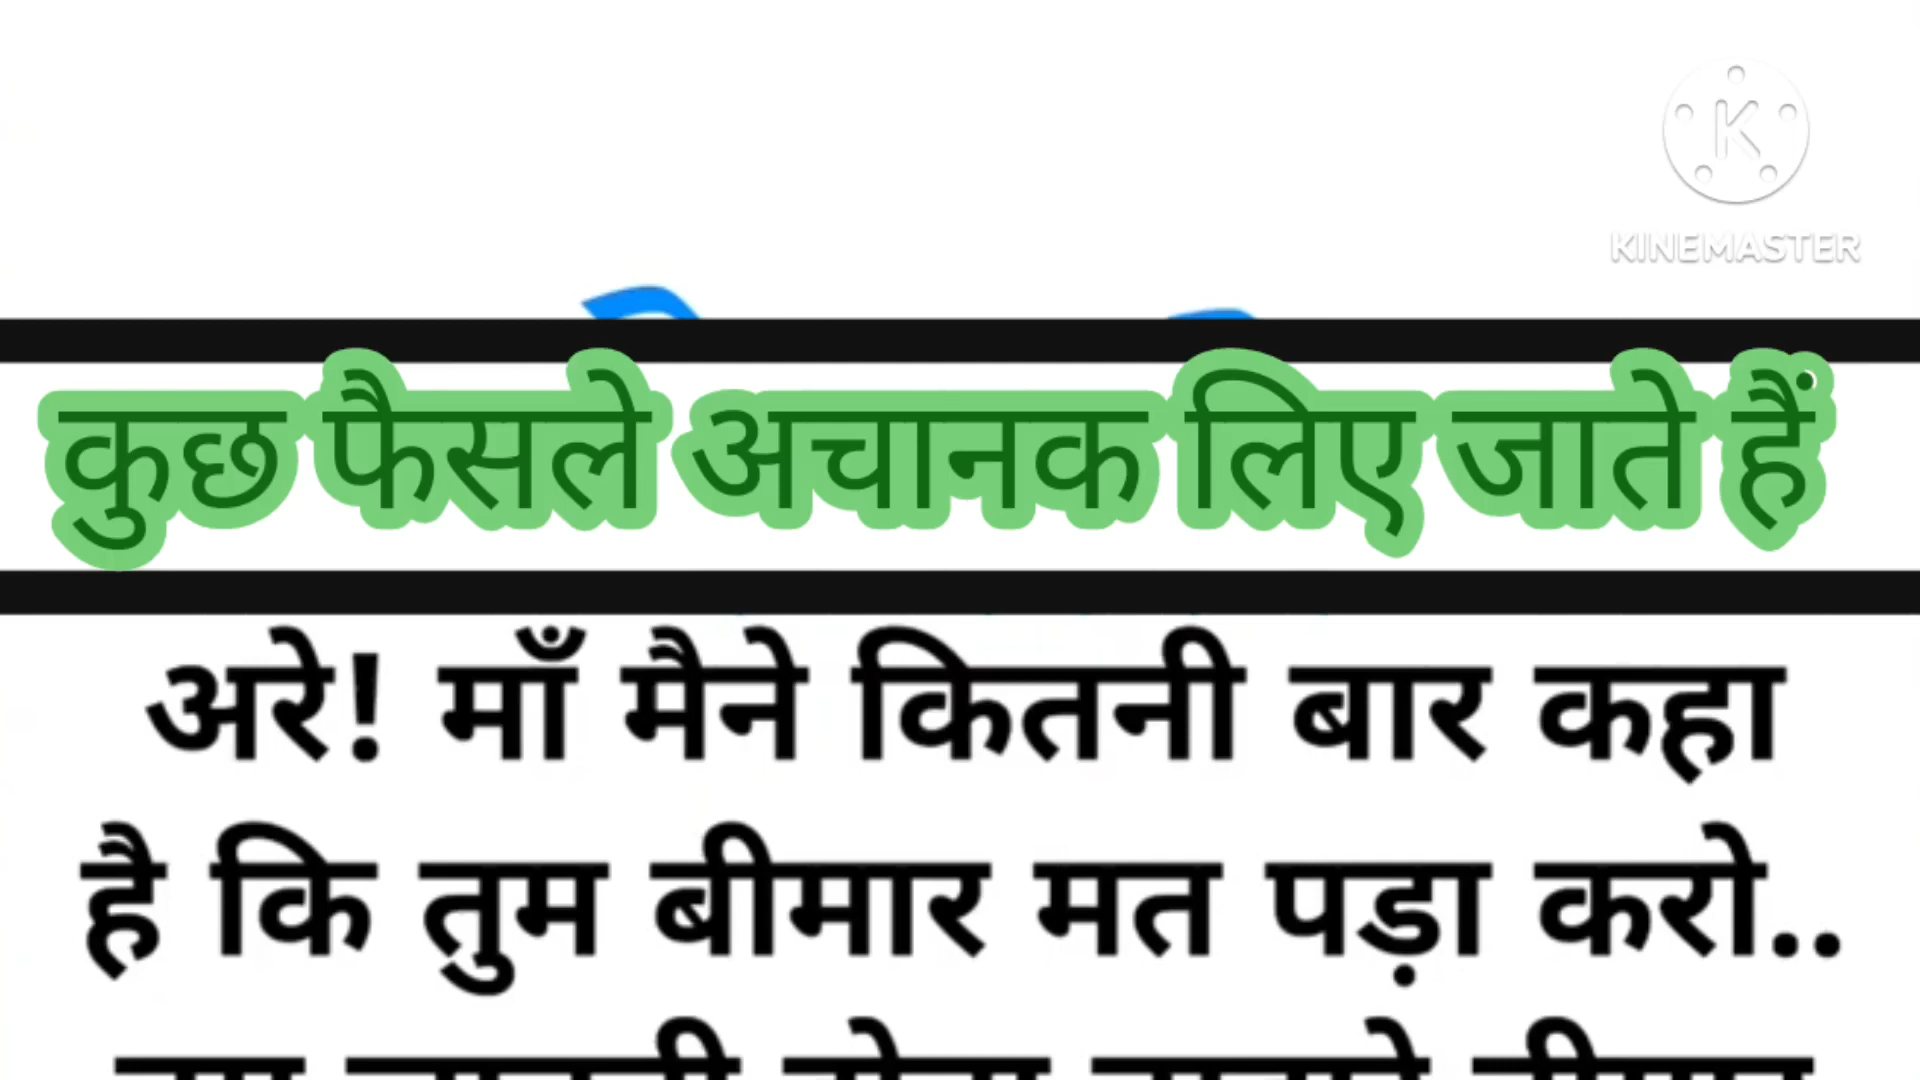 K
KINEMASTER
कुछ फैसले अचानक लिए जाते हैं
अरे! माँ मैने कितनी बार कहा
है कि तुम बीमार मत पड़ा करो..